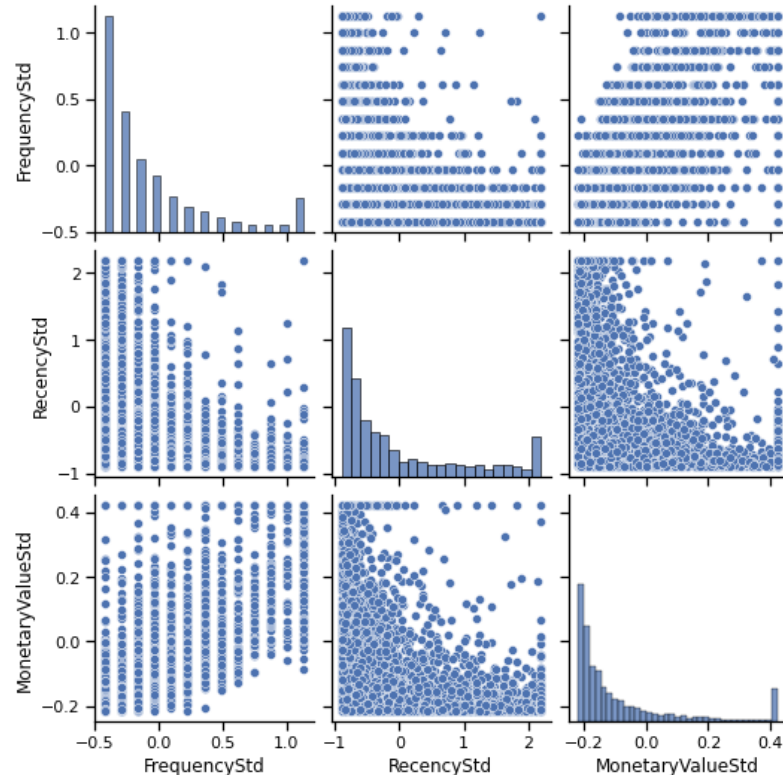 FrequencyStd
1.0
0.5
0.0
−0.5
RecencyStd
2
1
0
−1
MonetaryValueStd
0.4
0.2
0.0
−0.2
−0.5 0.0 0.5 1.0
−1 0 1 2
−0.2 0.0 0.2 0.4
FrequencyStd
RecencyStd
MonetaryValueStd